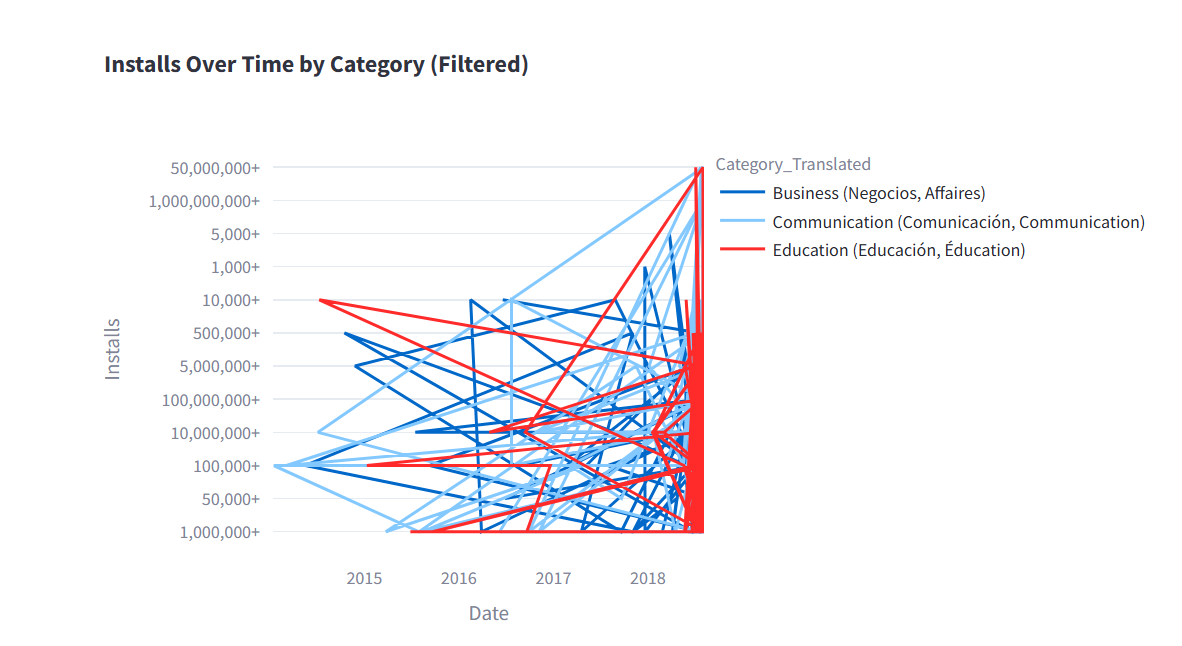 Installs Over Time by Category (Filtered)
Installs
50,000,000+
1,000,000,000+
5,000+
1,000+
10,000+
500,000+
5,000,000+
100,000,000+
10,000,000+
100,000+
50,000+
1,000,000+
2015 2016 2017 2018
Date
Category_Translated
Business (Negocios, Affaires)
Communication (Comunicación, Communication)
Education (Educación, Éducation)